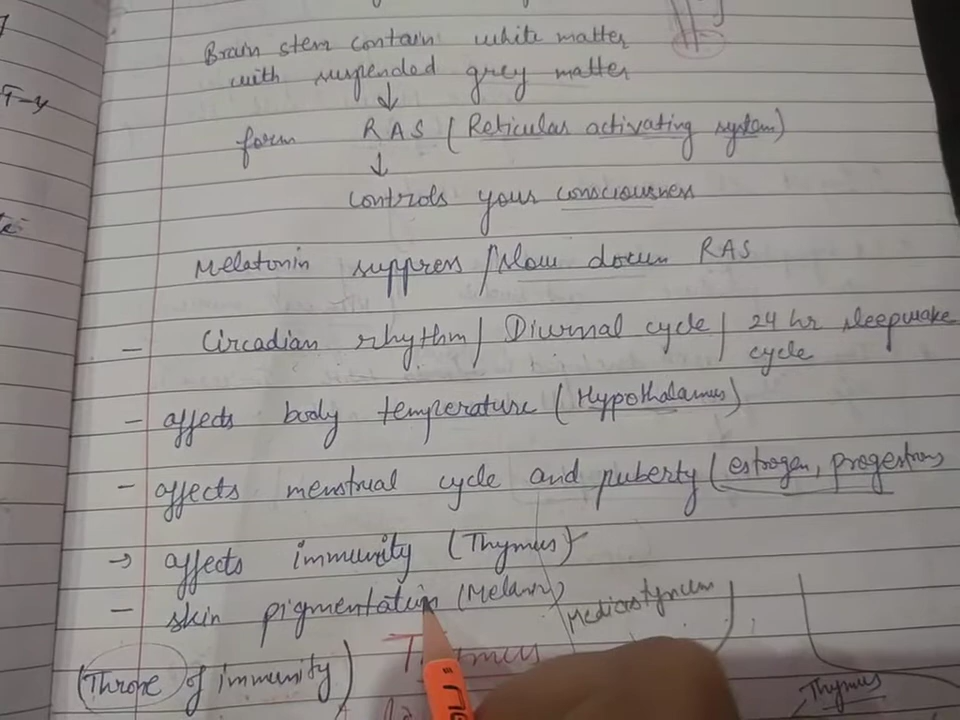 Brain stem contain white matter
with suspended grey matter
↓
form RAS (Reticular activating system)
↓
controls your consciousness
Melatonin suppress / slow down RAS
- Circadian rhythm / Diurnal cycle / 24 hr sleepwake
cycle
- affects body temperature (Hypothalamus)
- affects menstrual cycle and puberty (estrogen, progestrone
→ affects immunity (Thymus)
- skin pigmentation (Melanin)
Mediastynum
(Throne of immunity)
Thymus
Thymus